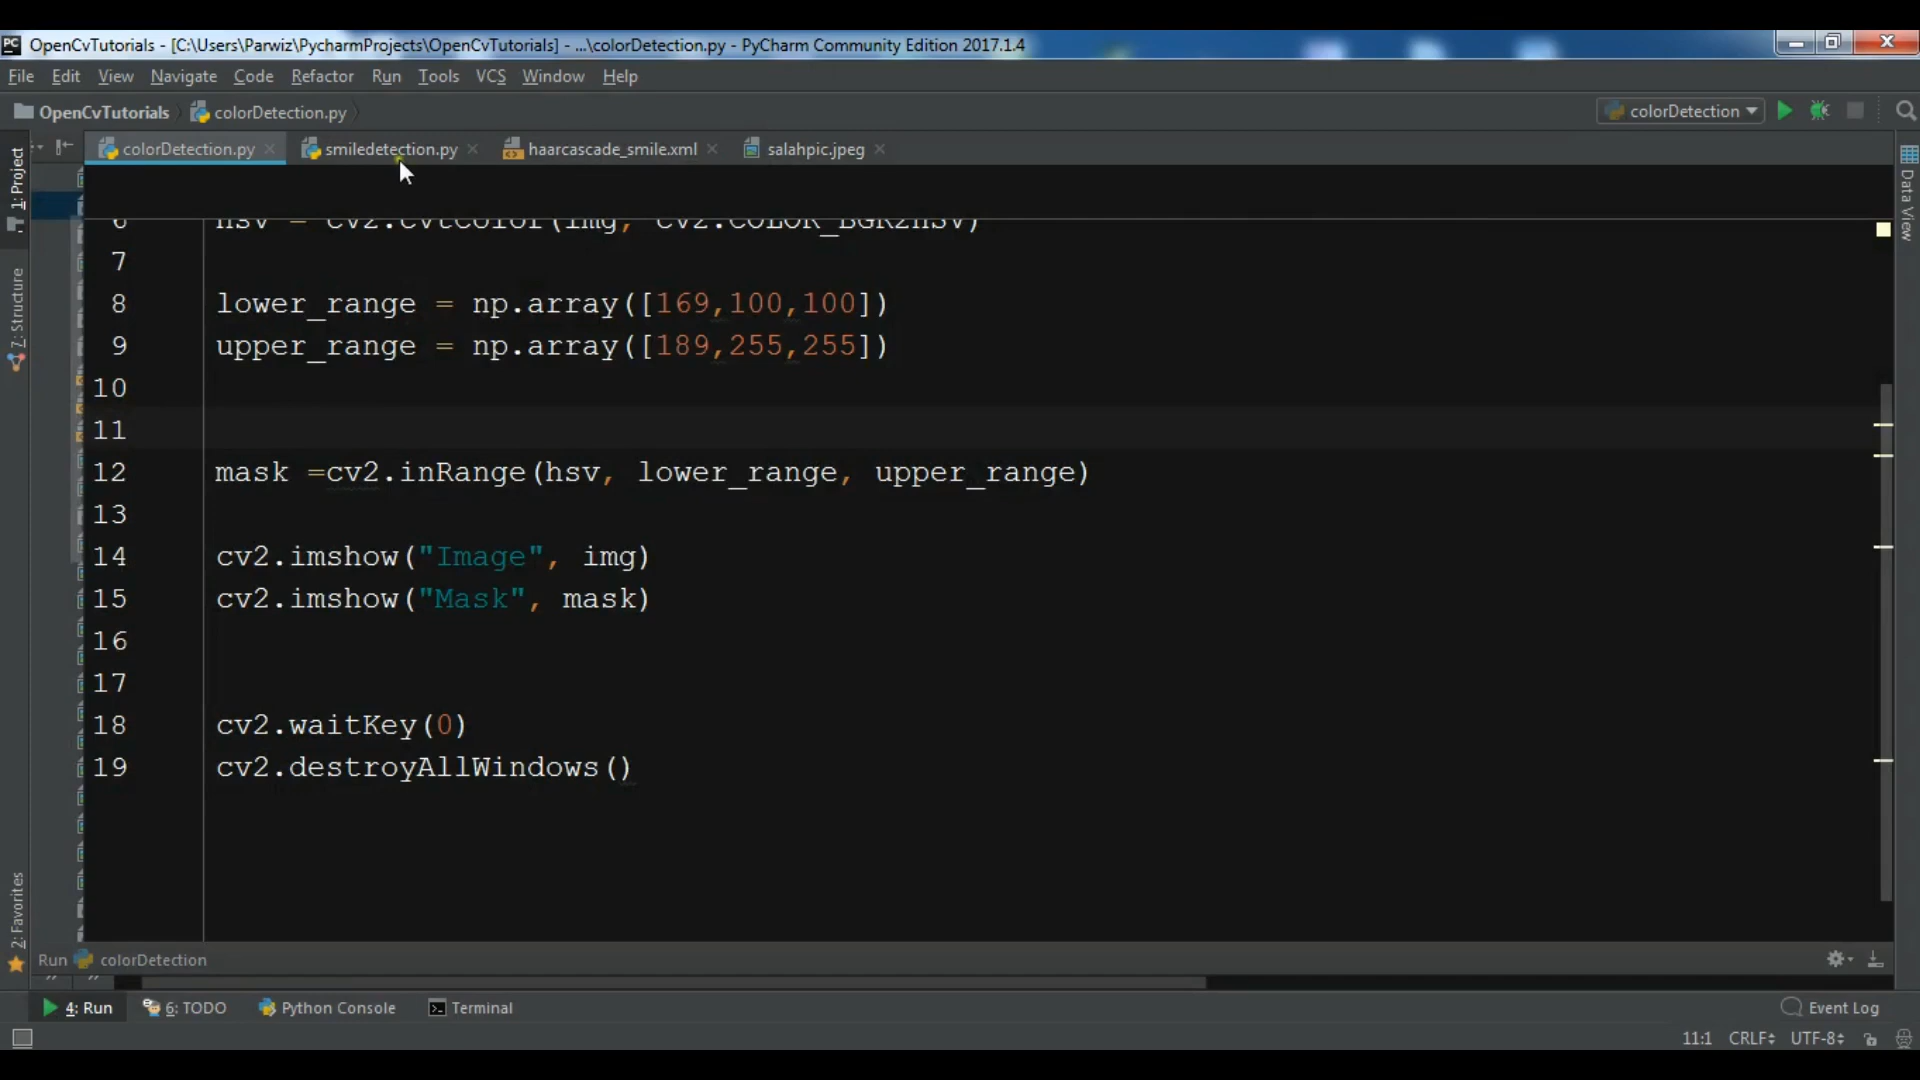 PC OpenCvTutorials - [C:\Users\Parwiz\PycharmProjects\OpenCvTutorials] - ...\colorDetection.py - PyCharm Community Edition 2017.1.4
File Edit View Navigate Code Refactor Run Tools VCS Window Help
OpenCvTutorials colorDetection.py colorDetection
colorDetection.py smiledetection.py haarcascade_smile.xml salahpic.jpeg
1: Project
7: Structure
2: Favorites
Data View
6 hsv = cv2.cvtColor(img, cv2.COLOR_BGR2HSV)
7
8 lower_range = np.array([169,100,100])
9 upper_range = np.array([189,255,255])
10
11
12 mask =cv2.inRange(hsv, lower_range, upper_range)
13
14 cv2.imshow("Image", img)
15 cv2.imshow("Mask", mask)
16
17
18 cv2.waitKey(0)
19 cv2.destroyAllWindows()
Run colorDetection
4: Run 6: TODO Python Console Terminal Event Log
11:1 CRLF UTF-8